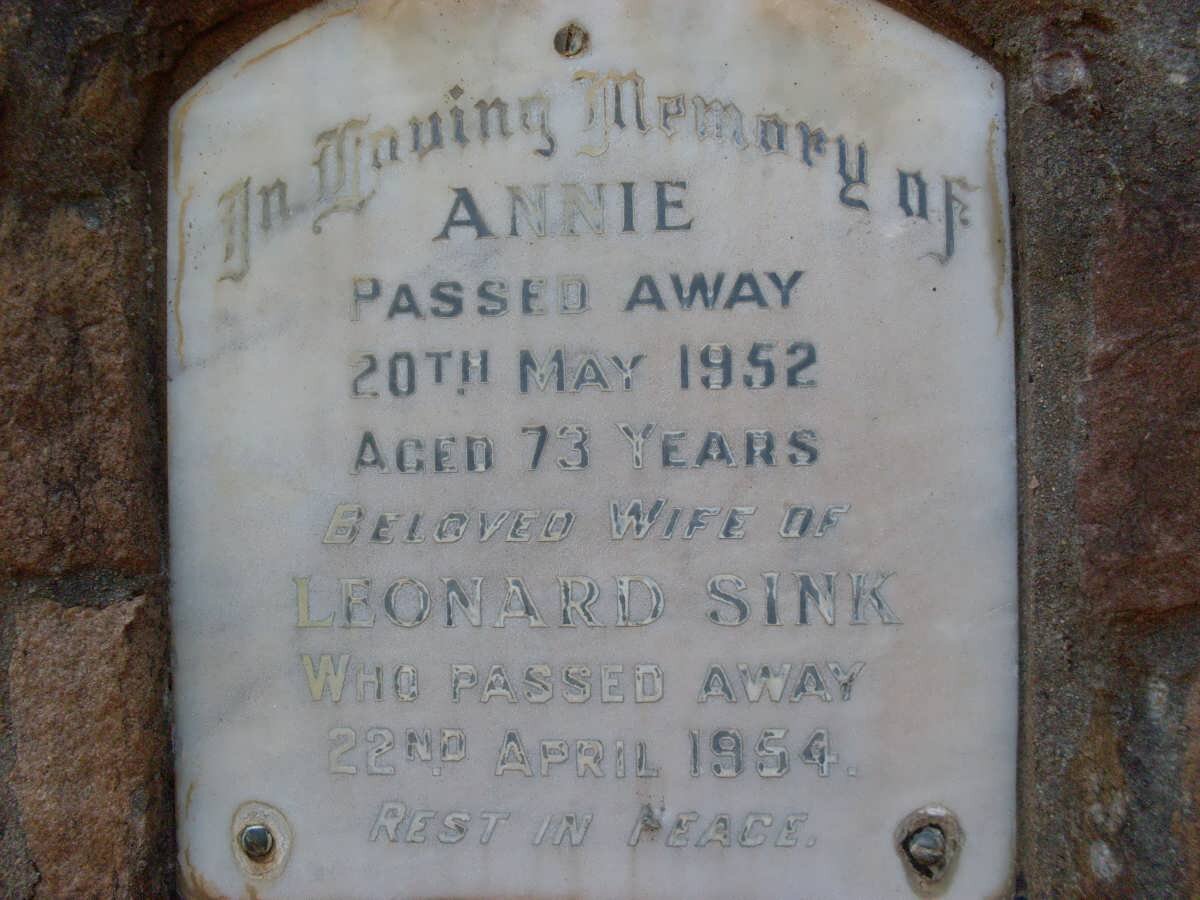 In Loving Memory of
ANNIE
PASSED AWAY
20TH MAY 1952
AGED 73 YEARS
BELOVED WIFE OF
LEONARD SINK
WHO PASSED AWAY
22ND APRIL 1954.
REST IN PEACE.